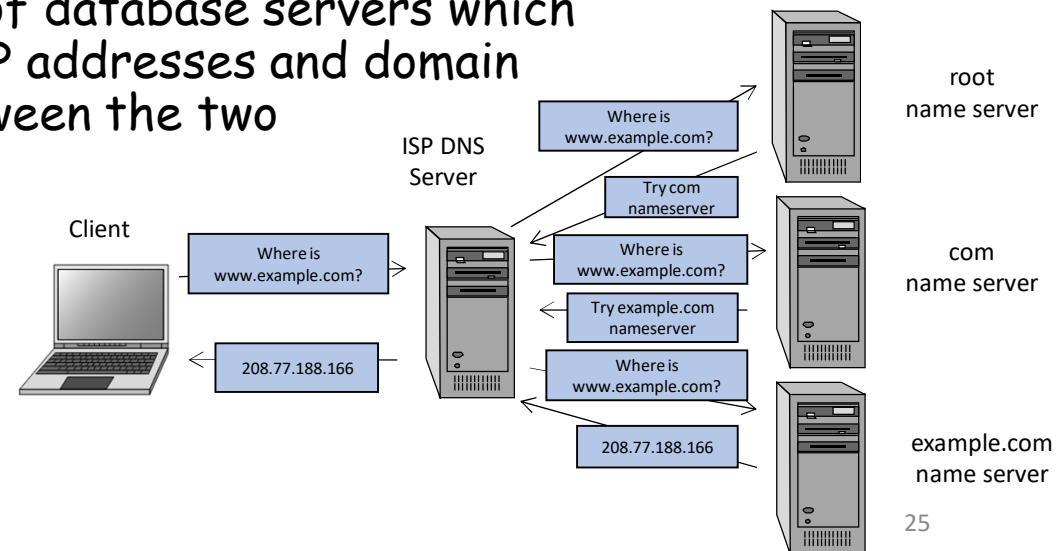 of database servers which
P addresses and domain
ween the two
ISP DNS
Server
Client
Where is
www.example.com?
208.77.188.166
Where is
www.example.com?
Try com
nameserver
Where is
www.example.com?
Try example.com
nameserver
Where is
www.example.com?
208.77.188.166
root
name server
com
name server
example.com
name server
25